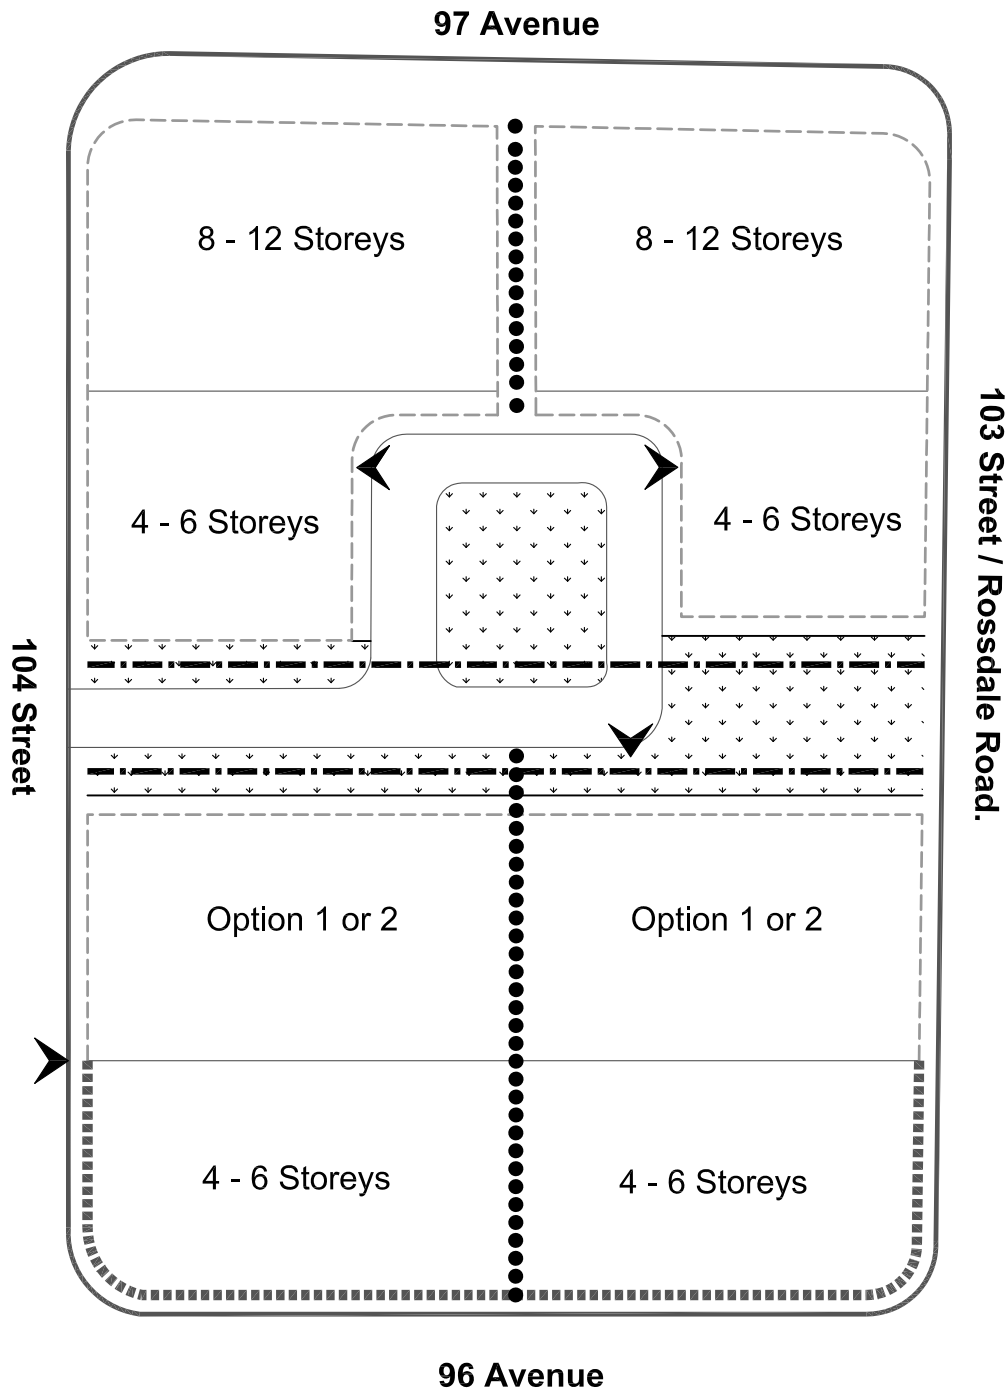 97 Avenue
8 - 12 Storeys
8 - 12 Storeys
103 Street / Rossdale Road.
4 - 6 Storeys
4 - 6 Storeys
104 Street
Option 1 or 2
Option 1 or 2
4 - 6 Storeys
4 - 6 Storeys
96 Avenue